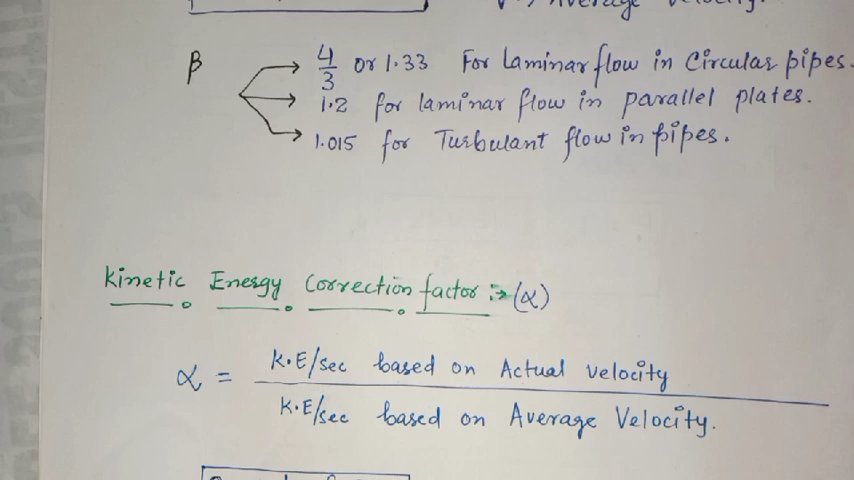 Average Velocity.
β
4/3 or 1.33 For Laminar flow in Circular pipes.
1.2 for laminar flow in parallel plates.
1.015 for Turbulant flow in pipes.
Kinetic Energy Correction factor :→ (α)
α = K.E/sec based on Actual velocity
K.E/sec based on Average Velocity.